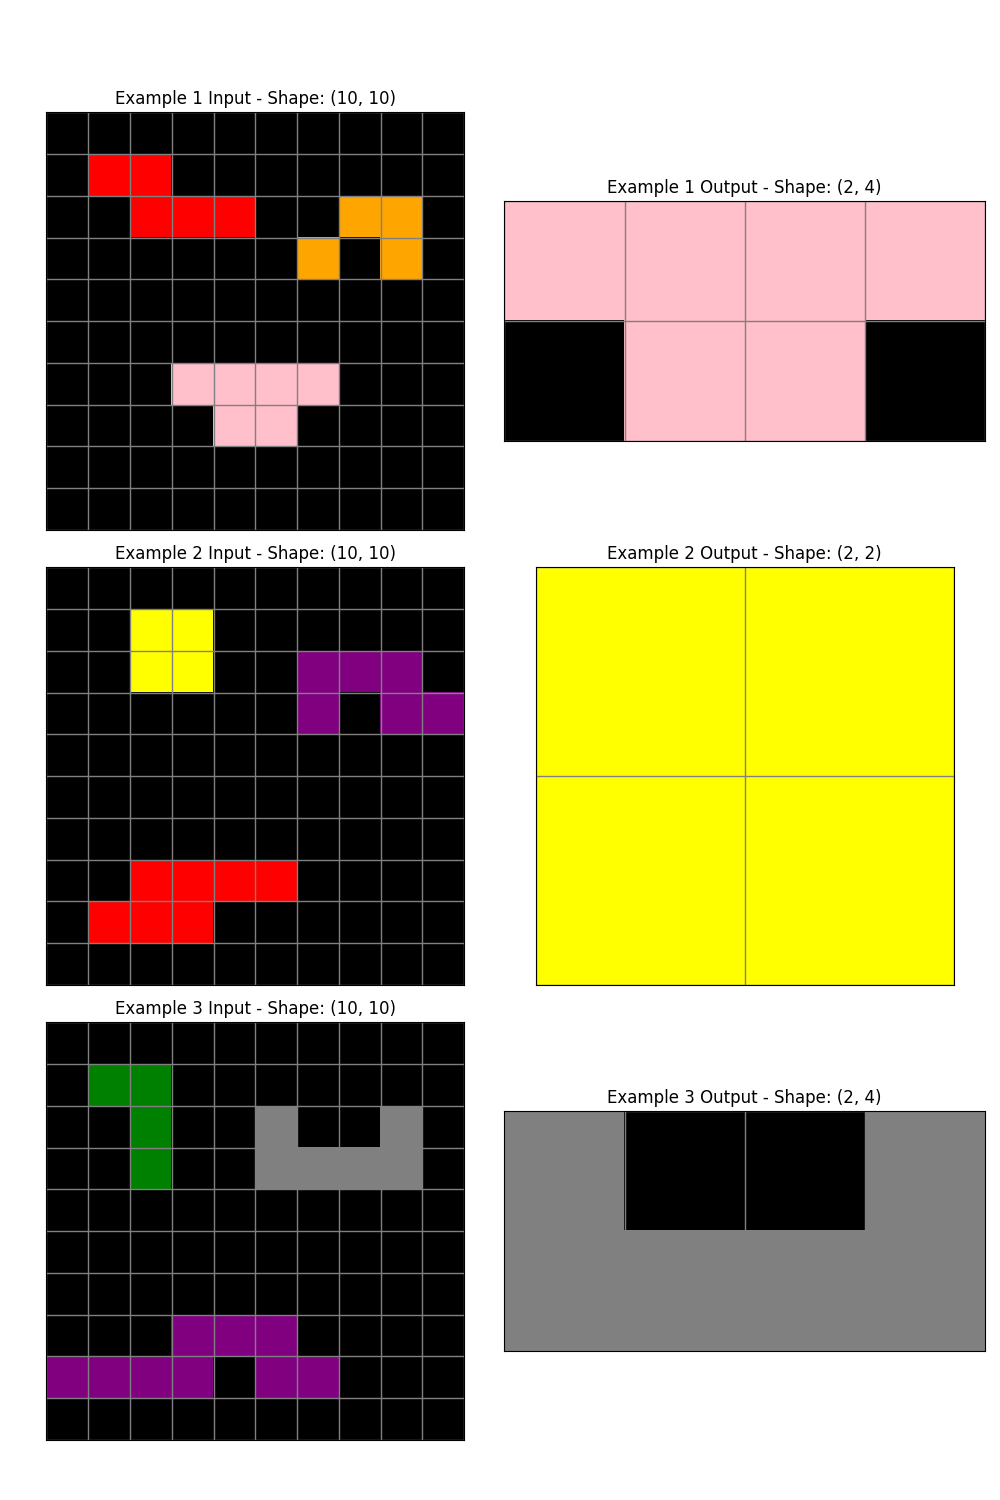 Example 1 Input - Shape: (10, 10)
Example 1 Output - Shape: (2, 4)
Example 2 Input - Shape: (10, 10)
Example 2 Output - Shape: (2, 2)
Example 3 Input - Shape: (10, 10)
Example 3 Output - Shape: (2, 4)